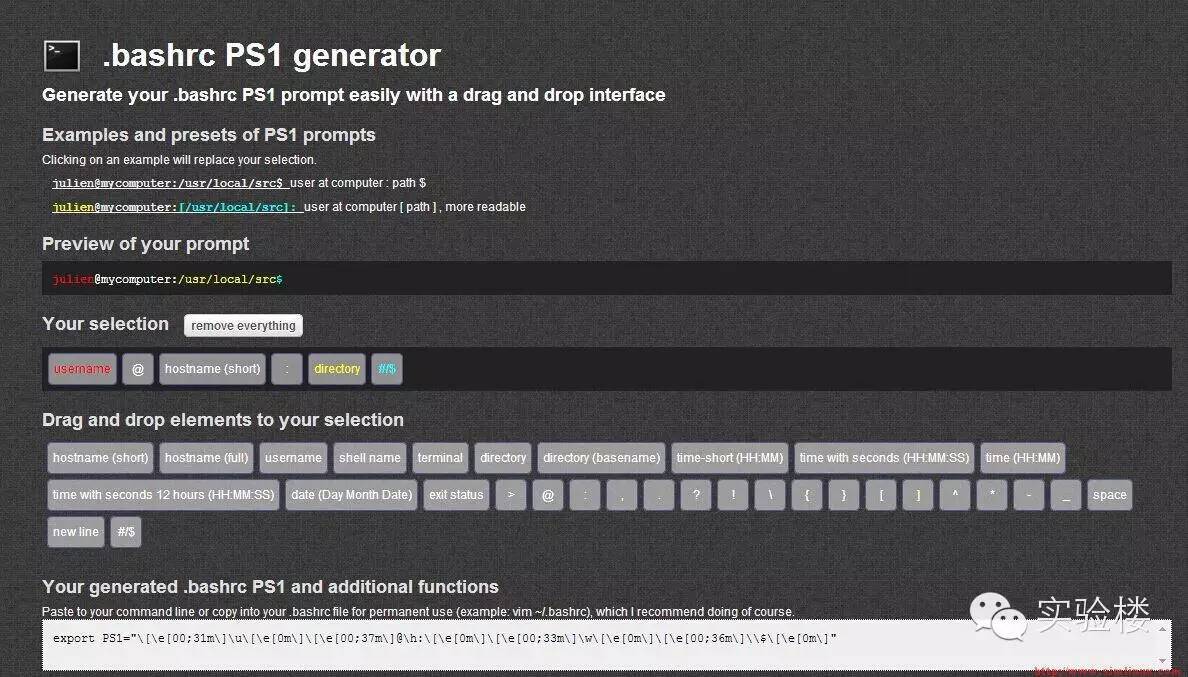 >_ .bashrc PS1 generator
Generate your .bashrc PS1 prompt easily with a drag and drop interface
Examples and presets of PS1 prompts
Clicking on an example will replace your selection.
julien@mycomputer:/usr/local/src$ user at computer : path $
julien@mycomputer:[/usr/local/src]: user at computer [ path ] , more readable
Preview of your prompt
julien@mycomputer:/usr/local/src$
Your selection remove everything
username @ hostname (short) : directory #/$
Drag and drop elements to your selection
hostname (short) hostname (full) username shell name terminal directory directory (basename) time-short (HH:MM) time with seconds (HH:MM:SS) time (HH:MM)
time with seconds 12 hours (HH:MM:SS) date (Day Month Date) exit status > @ : , . ? ! \ { } [ ] ^ * - _ space
new line #/$
Your generated .bashrc PS1 and additional functions
Paste to your command line or copy into your .bashrc file for permanent use (example: vim ~/.bashrc), which I recommend doing of course.
export PS1="\[\e[00;31m\]\u\[\e[0m\]\[\e[00;37m\]@\h:\[\e[0m\]\[\e[00;33m\]\w\[\e[0m\]\[\e[00;36m\]\\$\[\e[0m\]"
实验楼